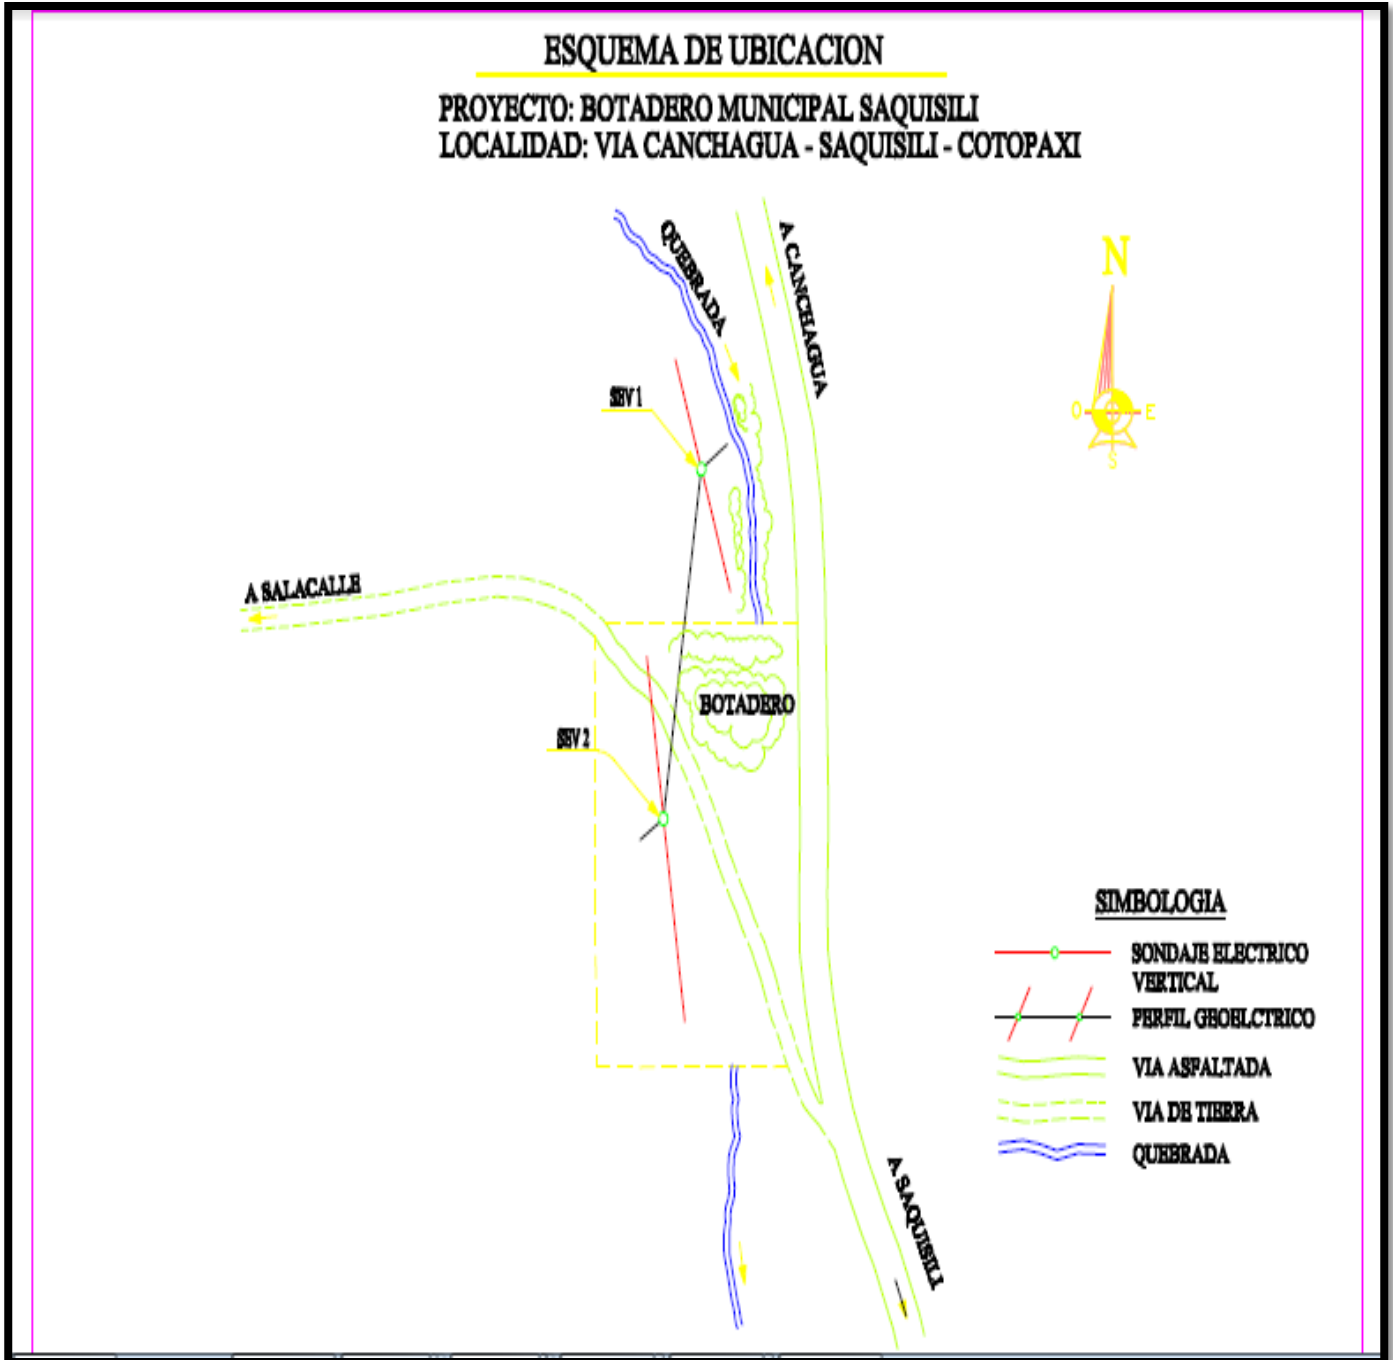 ESQUEMA DE UBICACION
PROYECTO: BOTADERO MUNICIPAL SAQUISILI
LOCALIDAD: VIA CANCHAGUA - SAQUISILI - COTOPAXI
QUEBRADA
A CANCHAGUA
N
O
E
S
SEV 1
A SALACALLE
BOTADERO
SEV 2
SIMBOLOGIA
SONDAJE ELECTRICO
VERTICAL
PERFIL GEOELCTRICO
VIA ASFALTADA
VIA DE TIERRA
QUEBRADA
A SAQUISILI